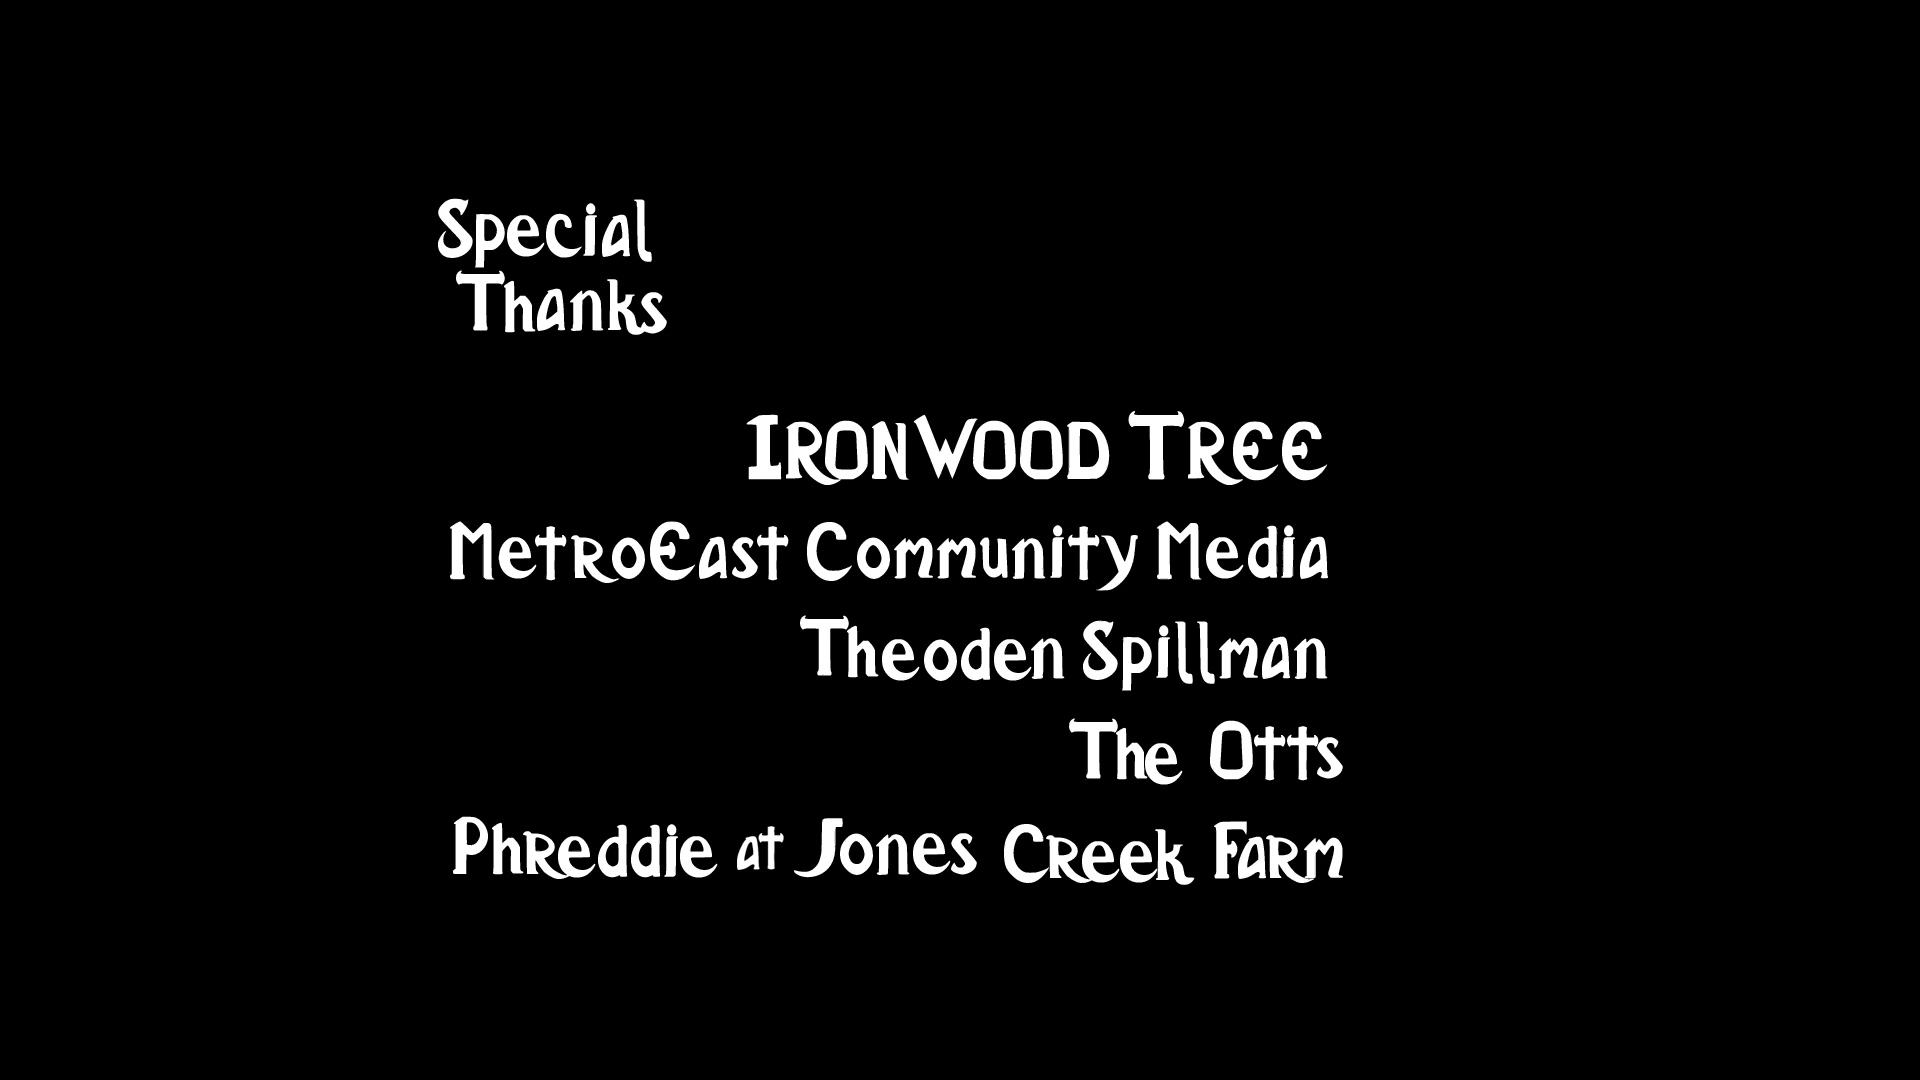 Special
Thanks
IRONWOOD TREE
MetroEast Community Media
Theoden Spillman
The Otts
Phreddie at Jones Creek Farm